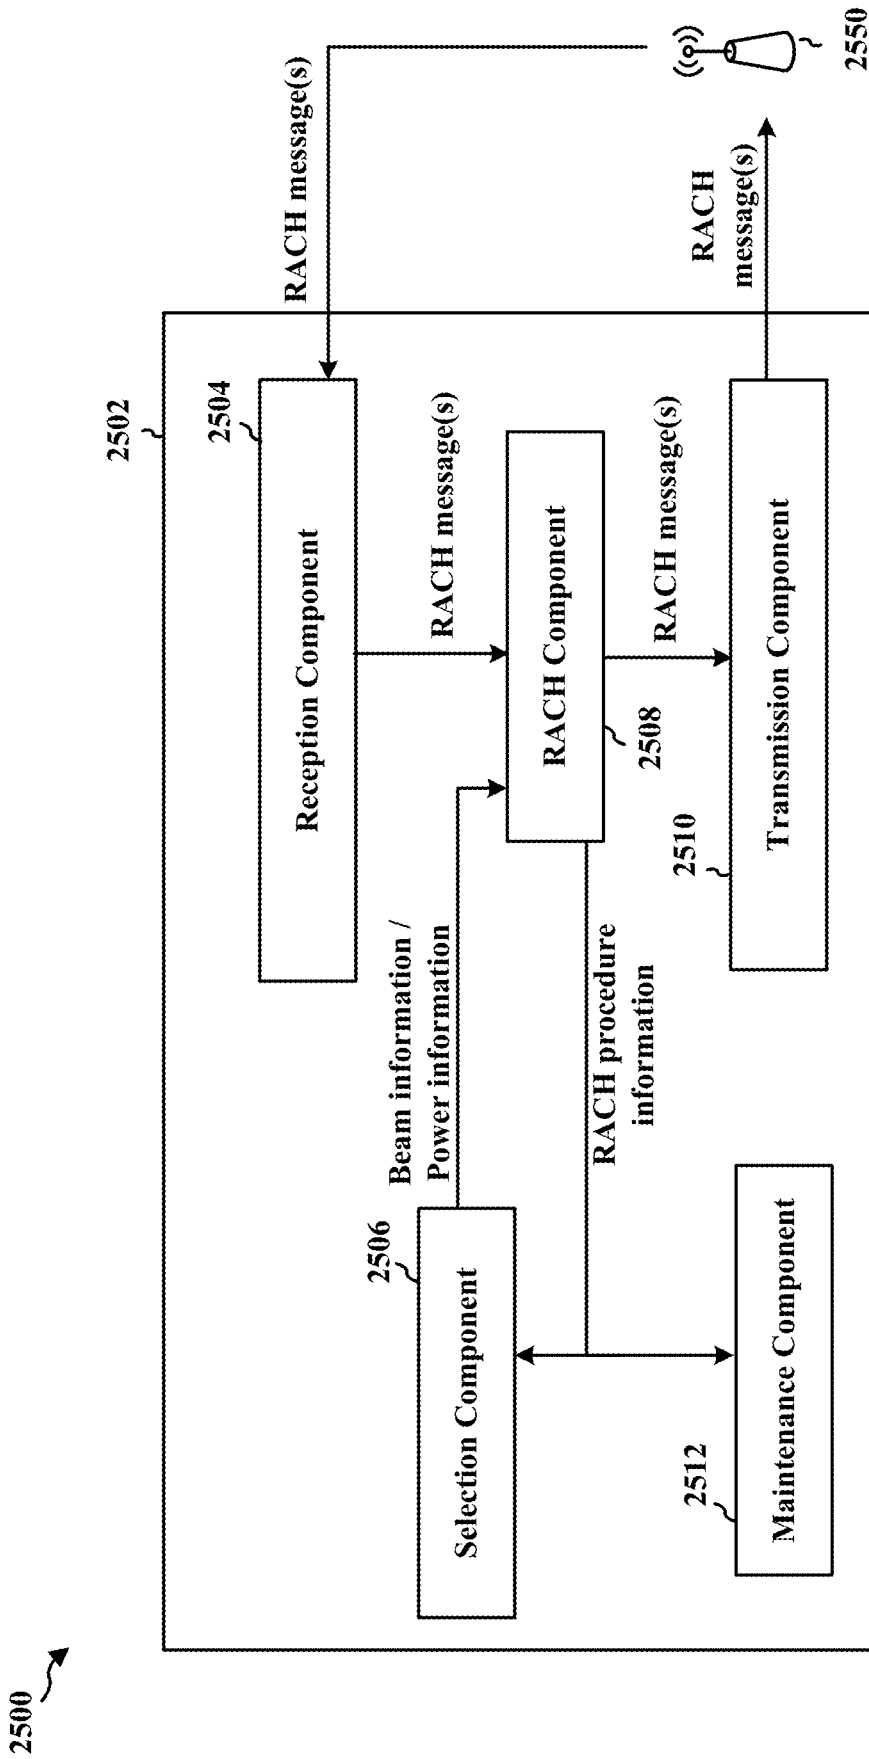 2500
2502
2504
Reception Component
RACH message(s)
2550
RACH
message(s)
RACH message(s)
Beam information /
Power information
2506
Selection Component
RACH Component
2508
RACH procedure
information
RACH message(s)
2510
Transmission Component
2512
Maintenance Component